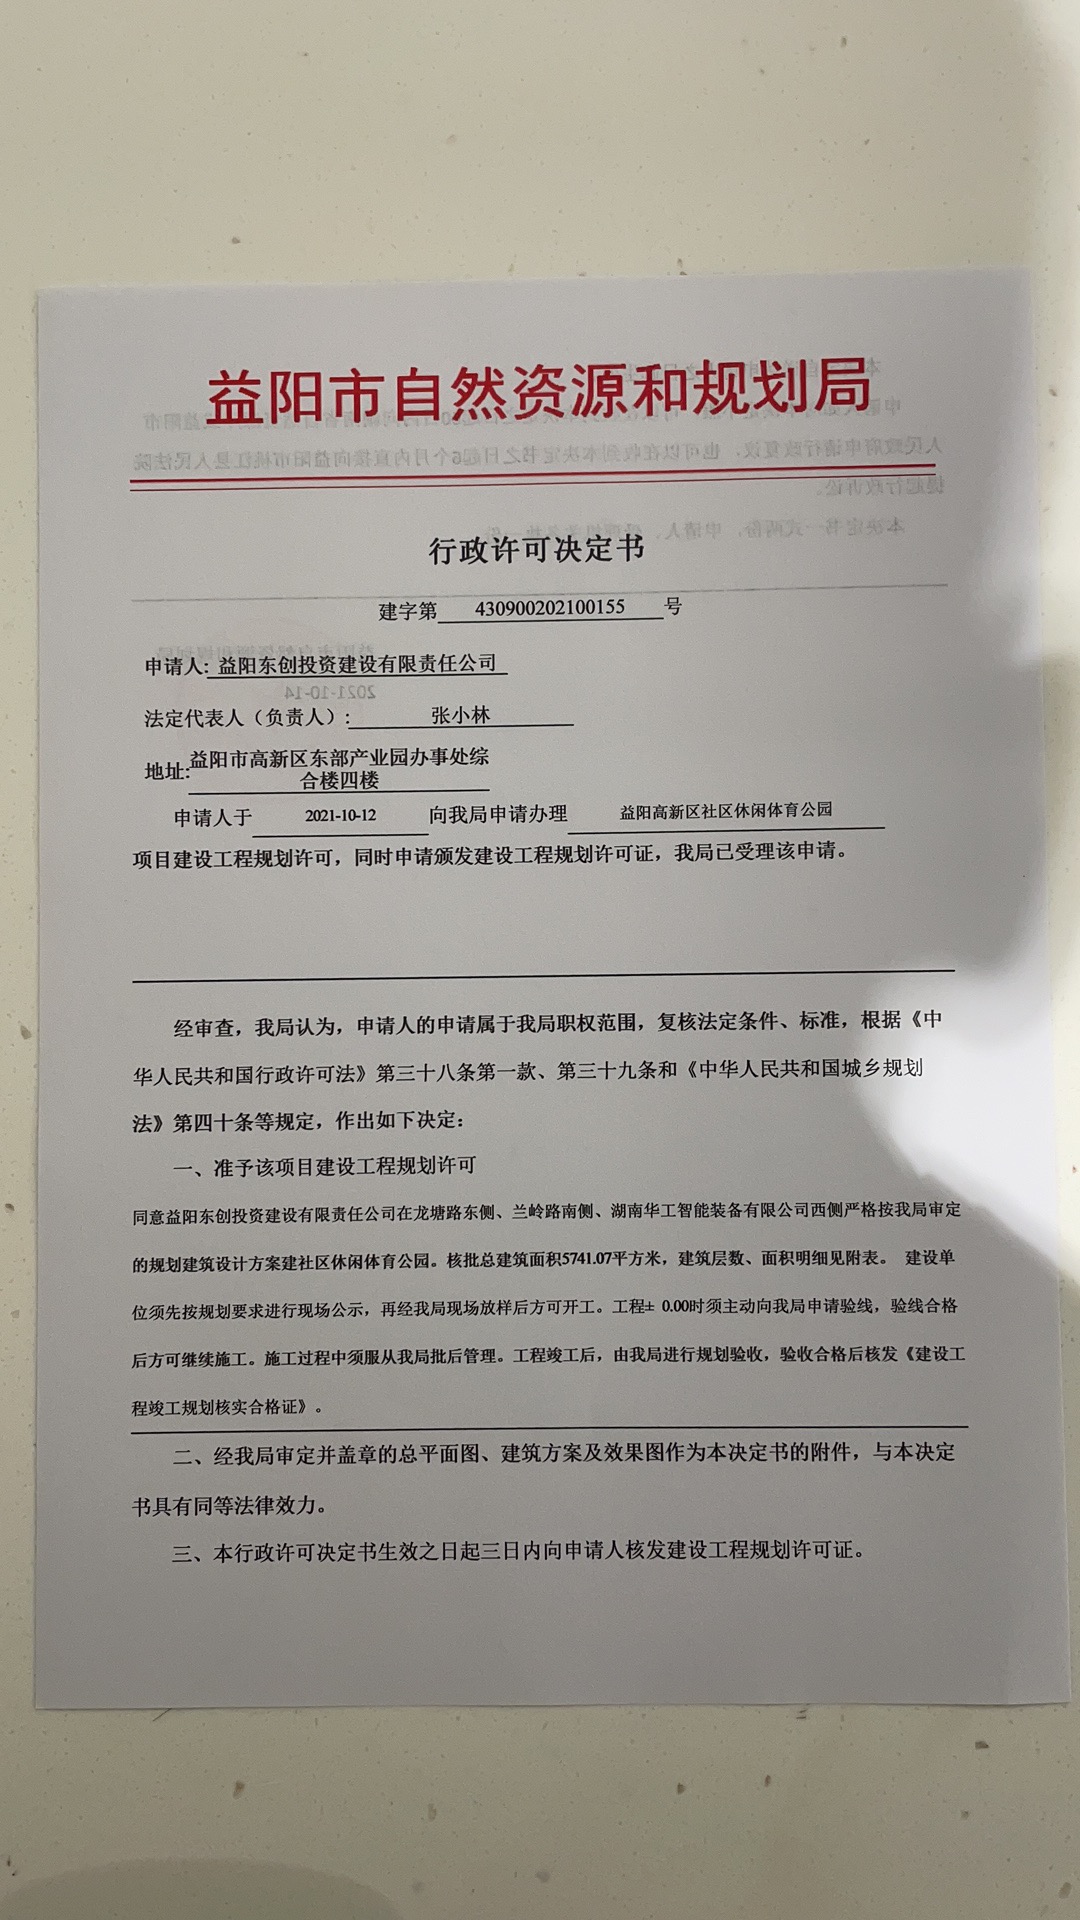 益阳市自然资源和规划局
行政许可决定书
建字第 430900202100155 号
申请人: 益阳东创投资建设有限责任公司
2021-10-14
法定代表人（负责人）: 张小林
地址: 益阳市高新区东部产业园办事处综
合楼四楼
申请人于 2021-10-12 向我局申请办理 益阳高新区社区休闲体育公园
项目建设工程规划许可，同时申请颁发建设工程规划许可证，我局已受理该申请。
经审查，我局认为，申请人的申请属于我局职权范围，复核法定条件、标准，根据《中
华人民共和国行政许可法》第三十八条第一款、第三十九条和《中华人民共和国城乡规划
法》第四十条等规定，作出如下决定:
一、准予该项目建设工程规划许可
同意益阳东创投资建设有限责任公司在龙塘路东侧、兰岭路南侧、湖南华工智能装备有限公司西侧严格按我局审定
的规划建筑设计方案建社区休闲体育公园。核批总建筑面积5741.07平方米，建筑层数、面积明细见附表。 建设单
位须先按规划要求进行现场公示，再经我局现场放样后方可开工。工程± 0.00时须主动向我局申请验线，验线合格
后方可继续施工。施工过程中须服从我局批后管理。工程竣工后，由我局进行规划验收，验收合格后核发《建设工
程竣工规划核实合格证》。
二、经我局审定并盖章的总平面图、建筑方案及效果图作为本决定书的附件，与本决定
书具有同等法律效力。
三、本行政许可决定书生效之日起三日内向申请人核发建设工程规划许可证。